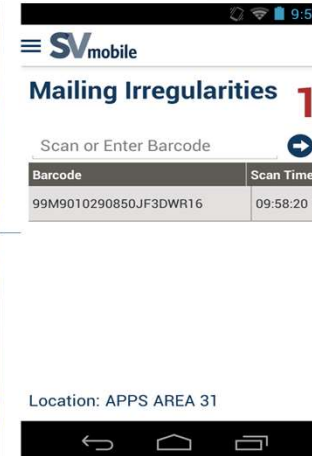 9:5
SVmobile
Mailing Irregularities
1
Scan or Enter Barcode
Barcode Scan Time
99M9010290850JF3DWR16 09:58:20
Location: APPS AREA 31